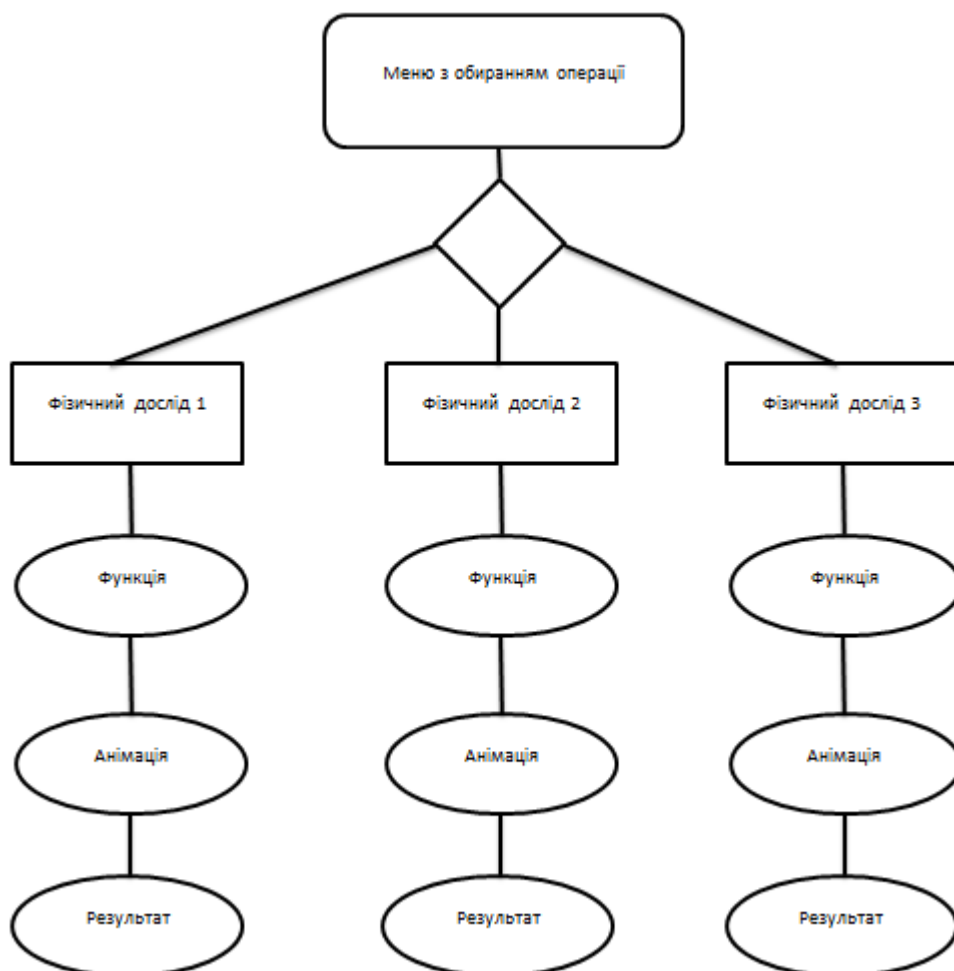 Меню з обиранням операції
Фізичний дослід 1
Фізичний дослід 2
Фізичний дослід 3
Функція
Функція
Функція
Анімація
Анімація
Анімація
Результат
Результат
Результат